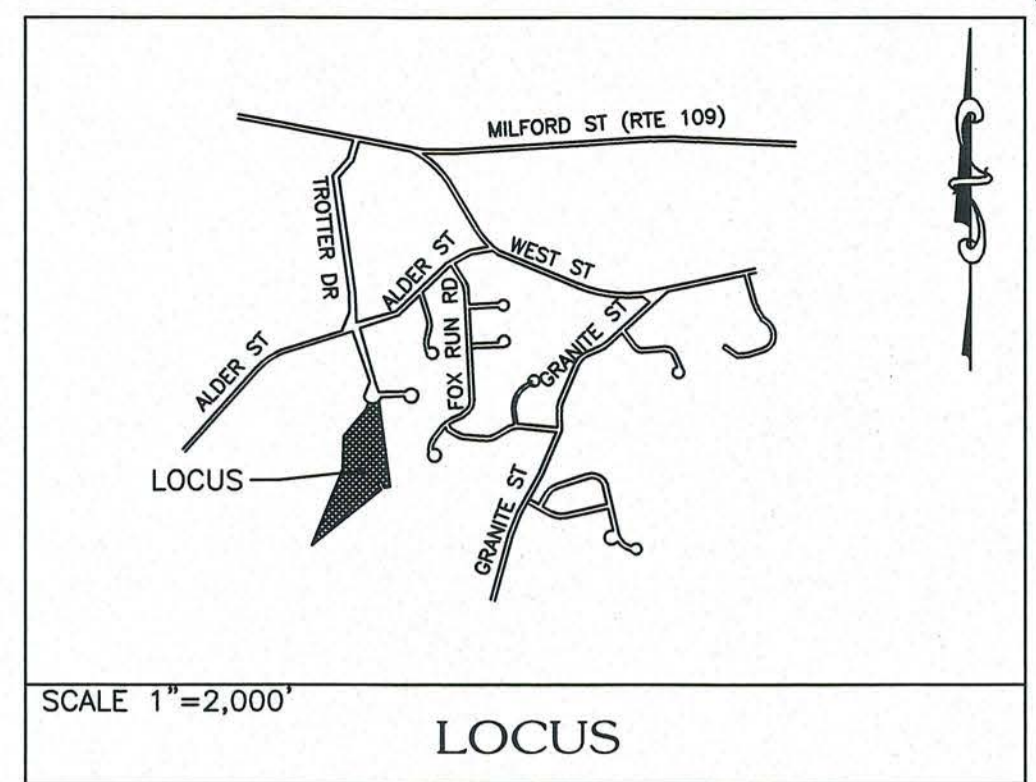 MILFORD ST (RTE 109)
TROTTER DR
ALDER ST
WEST ST
FOX RUN RD
GRANITE ST
ALDER ST
LOCUS
GRANITE ST
SCALE 1"=2,000'
LOCUS